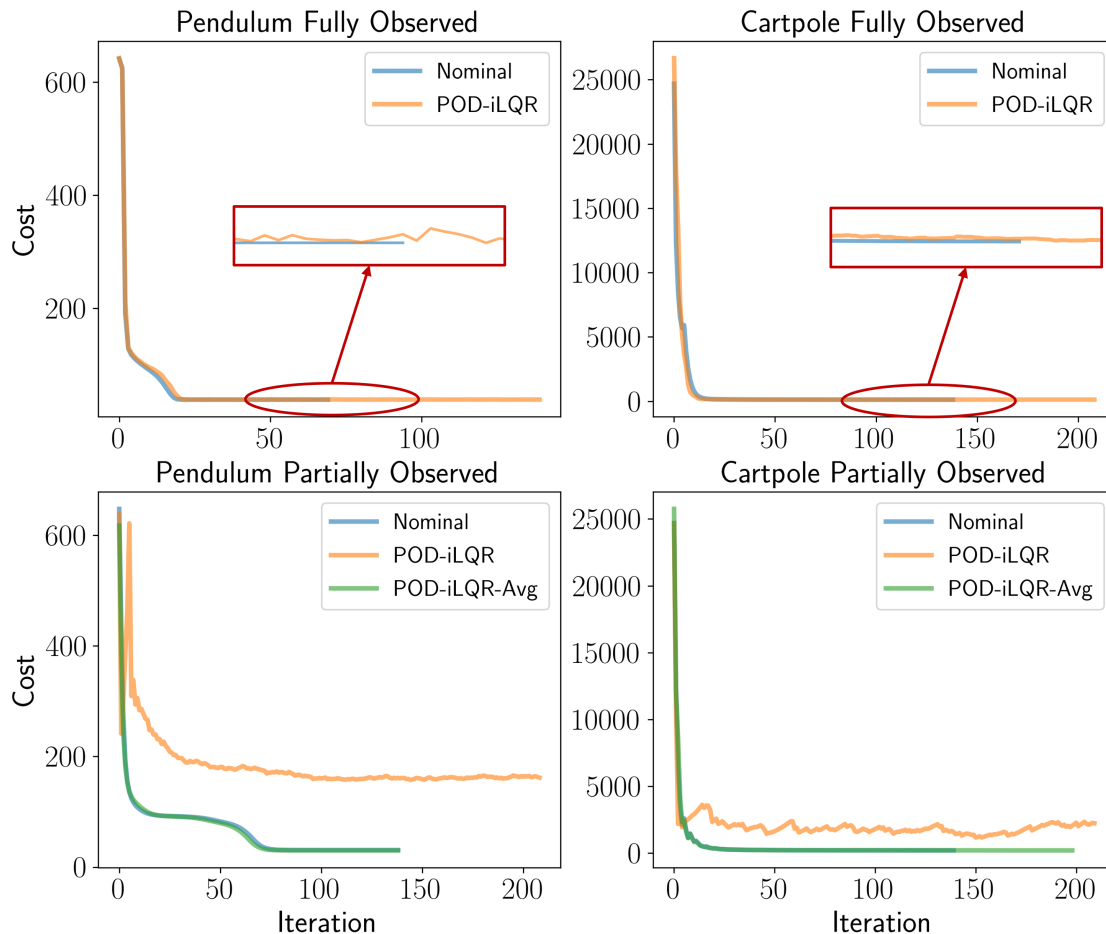 Pendulum Fully Observed
Cost
600
400
200
0
50
100
Nominal
POD-iLQR
Cartpole Fully Observed
25000
20000
15000
10000
5000
0
0
50
100
150
200
Nominal
POD-iLQR
Pendulum Partially Observed
Cost
600
400
200
0
0
50
100
150
200
Iteration
Nominal
POD-iLQR
POD-iLQR-Avg
Cartpole Partially Observed
25000
20000
15000
10000
5000
0
0
50
100
150
200
Iteration
Nominal
POD-iLQR
POD-iLQR-Avg